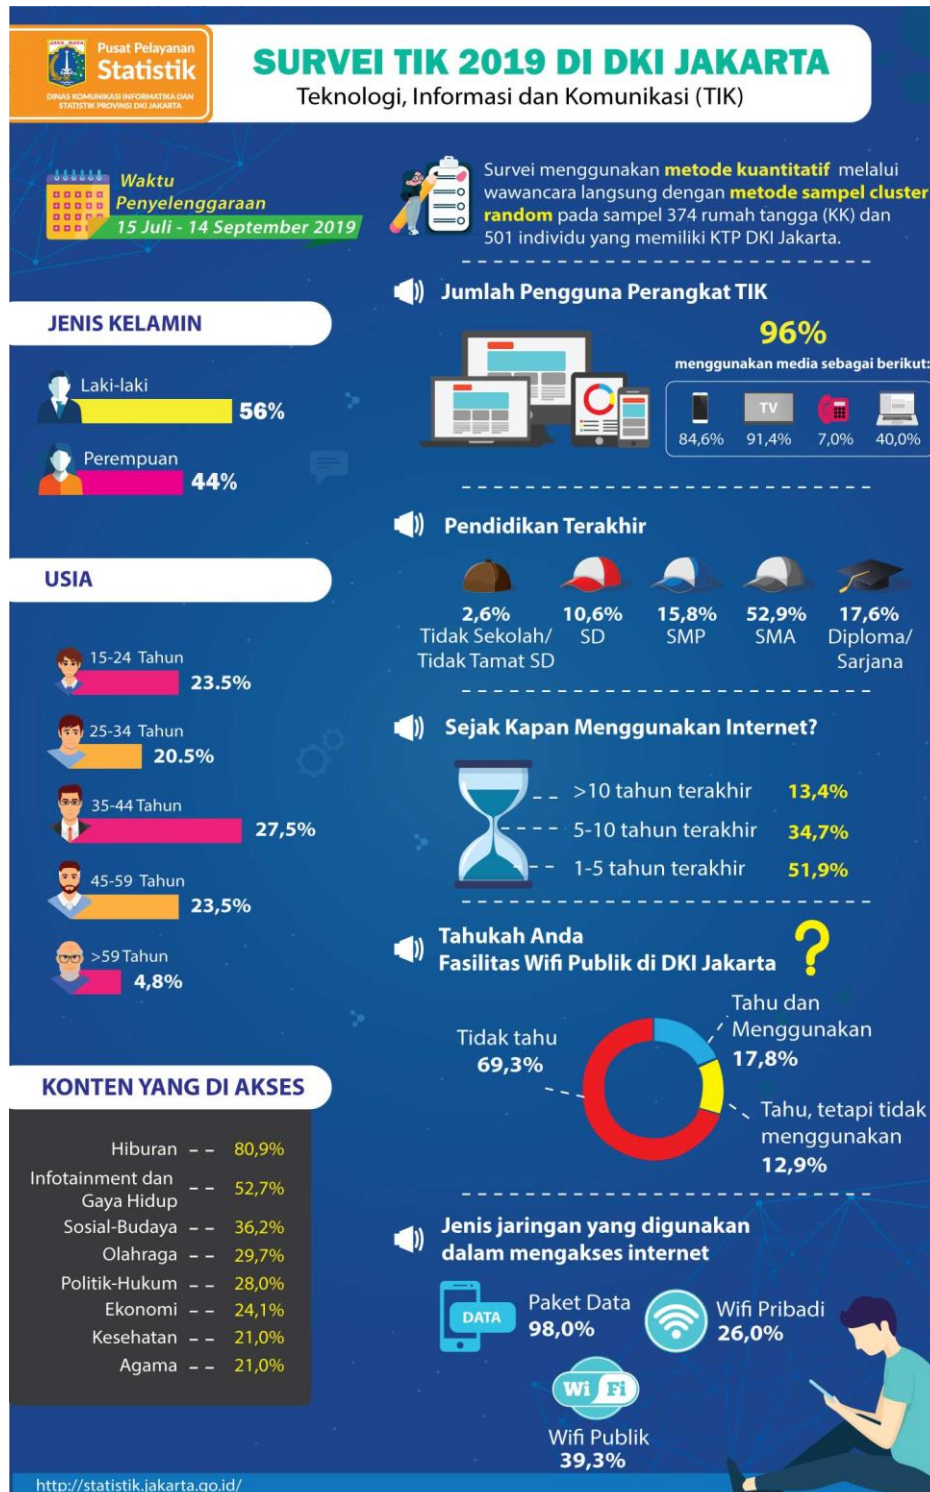 JAYA RAYA
Pusat Pelayanan
Statistik
DINAS KOMUNIKASI INFORMATIKA DAN
STATISTIK PROVINSI DKI JAKARTA
SURVEI TIK 2019 DI DKI JAKARTA
Teknologi, Informasi dan Komunikasi (TIK)
Waktu
Penyelenggaraan
15 Juli - 14 September 2019
Survei menggunakan metode kuantitatif melalui
wawancara langsung dengan metode sampel cluster
random pada sampel 374 rumah tangga (KK) dan
501 individu yang memiliki KTP DKI Jakarta.
JENIS KELAMIN
Laki-laki
56%
Perempuan
44%
USIA
15-24 Tahun
23.5%
25-34 Tahun
20.5%
35-44 Tahun
27,5%
45-59 Tahun
23,5%
>59 Tahun
4,8%
KONTEN YANG DI AKSES
Hiburan -- 80,9%
Infotainment dan
Gaya Hidup -- 52,7%
Sosial-Budaya -- 36,2%
Olahraga -- 29,7%
Politik-Hukum -- 28,0%
Ekonomi -- 24,1%
Kesehatan -- 21,0%
Agama -- 21,0%
Jumlah Pengguna Perangkat TIK
96%
menggunakan media sebagai berikut:
TV
84,6% 91,4% 7,0% 40,0%
Pendidikan Terakhir
2,6% 10,6% 15,8% 52,9% 17,6%
Tidak Sekolah/ SD SMP SMA Diploma/
Tidak Tamat SD Sarjana
Sejak Kapan Menggunakan Internet?
>10 tahun terakhir 13,4%
5-10 tahun terakhir 34,7%
1-5 tahun terakhir 51,9%
Tahukah Anda
Fasilitas Wifi Publik di DKI Jakarta ?
Tidak tahu
69,3%
Tahu dan
Menggunakan
17,8%
Tahu, tetapi tidak
menggunakan
12,9%
Jenis jaringan yang digunakan
dalam mengakses internet
DATA
Paket Data
98,0%
Wifi Pribadi
26,0%
Wi Fi
Wifi Publik
39,3%
http://statistik.jakarta.go.id/